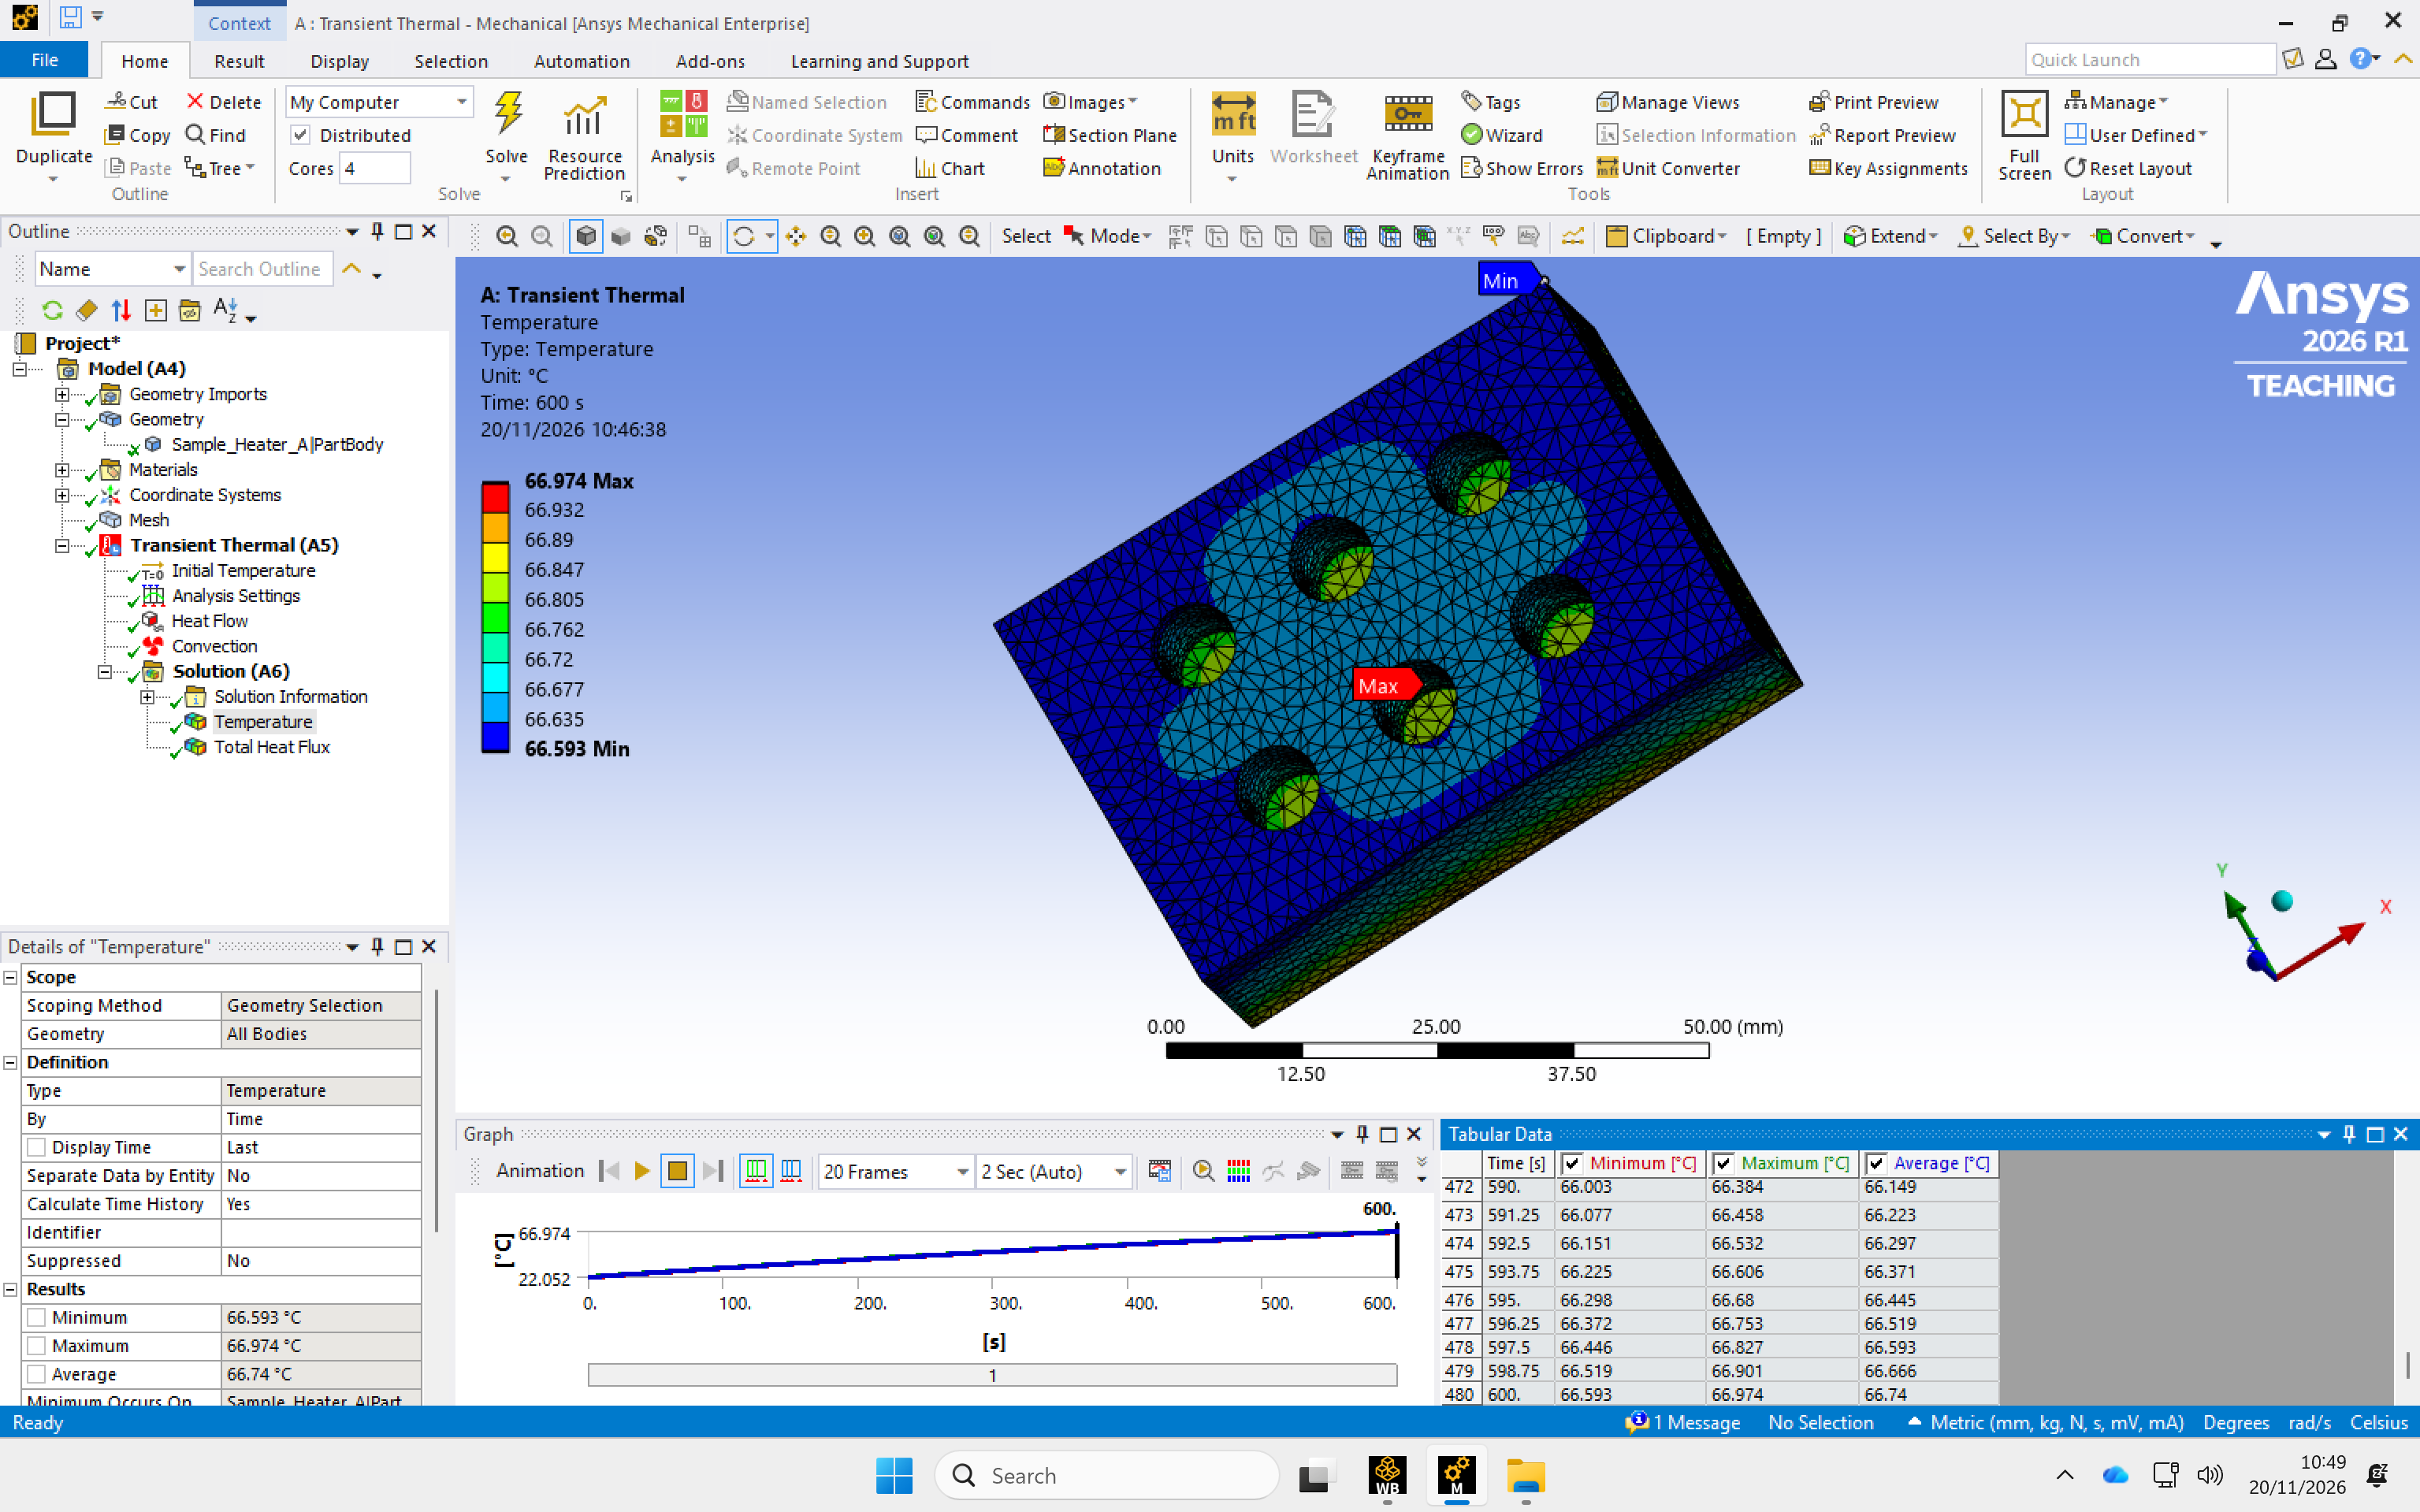 Context
A : Transient Thermal - Mechanical [Ansys Mechanical Enterprise]
File Home Result Display Selection Automation Add-ons Learning and Support
Quick Launch
Duplicate
Cut
Copy
Paste
Delete
Find
Tree
Outline
My Computer
Distributed
Cores 4
Solve
Resource Prediction
Solve
Analysis
Named Selection
Coordinate System
Remote Point
Commands
Comment
Chart
Images
Section Plane
Annotation
Insert
Units
Worksheet
Keyframe Animation
Tags
Wizard
Show Errors
Manage Views
Selection Information
Unit Converter
Print Preview
Report Preview
Key Assignments
Tools
Full Screen
Manage
User Defined
Reset Layout
Layout
Outline
Name
Search Outline
Project*
Model (A4)
Geometry Imports
Geometry
Sample_Heater_A|PartBody
Materials
Coordinate Systems
Mesh
Transient Thermal (A5)
Initial Temperature
Analysis Settings
Heat Flow
Convection
Solution (A6)
Solution Information
Temperature
Total Heat Flux
Select Mode
Clipboard [ Empty ] Extend Select By Convert
A: Transient Thermal
Temperature
Type: Temperature
Unit: °C
Time: 600 s
20/11/2026 10:46:38
66.974 Max
66.932
66.89
66.847
66.805
66.762
66.72
66.677
66.635
66.593 Min
Min
Max
Ansys
2026 R1
TEACHING
Y
X
Z
0.00 25.00 50.00 (mm)
12.50 37.50
Details of "Temperature"
Scope
Scoping Method Geometry Selection
Geometry All Bodies
Definition
Type Temperature
By Time
Display Time Last
Separate Data by Entity No
Calculate Time History Yes
Identifier
Suppressed No
Results
Minimum 66.593 °C
Maximum 66.974 °C
Average 66.74 °C
Minimum Occurs On Sample_Heater_A|Part
Graph
Animation 20 Frames 2 Sec (Auto)
600.
[°C]
66.974
22.052
0. 100. 200. 300. 400. 500. 600.
[s]
1
Tabular Data
Time [s] Minimum [°C] Maximum [°C] Average [°C]
472 590. 66.003 66.384 66.149
473 591.25 66.077 66.458 66.223
474 592.5 66.151 66.532 66.297
475 593.75 66.225 66.606 66.371
476 595. 66.298 66.68 66.445
477 596.25 66.372 66.753 66.519
478 597.5 66.446 66.827 66.593
479 598.75 66.519 66.901 66.666
480 600. 66.593 66.974 66.74
Ready
1 Message No Selection Metric (mm, kg, N, s, mV, mA) Degrees rad/s Celsius
Search
WB
M
10:49
20/11/2026